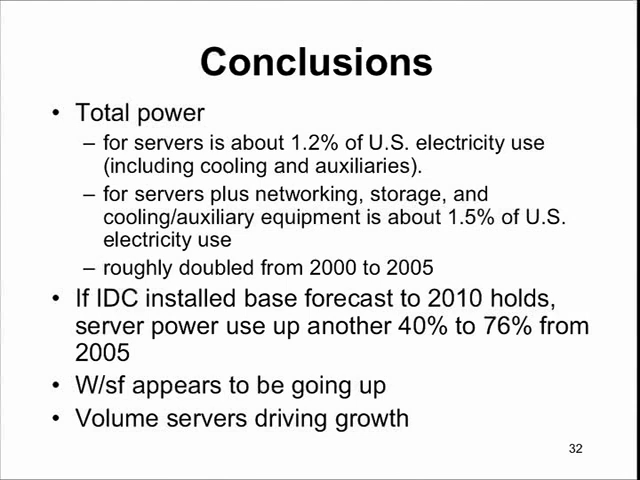 Conclusions
• Total power
– for servers is about 1.2% of U.S. electricity use
(including cooling and auxiliaries).
– for servers plus networking, storage, and
cooling/auxiliary equipment is about 1.5% of U.S.
electricity use
– roughly doubled from 2000 to 2005
• If IDC installed base forecast to 2010 holds,
server power use up another 40% to 76% from
2005
• W/sf appears to be going up
• Volume servers driving growth
32